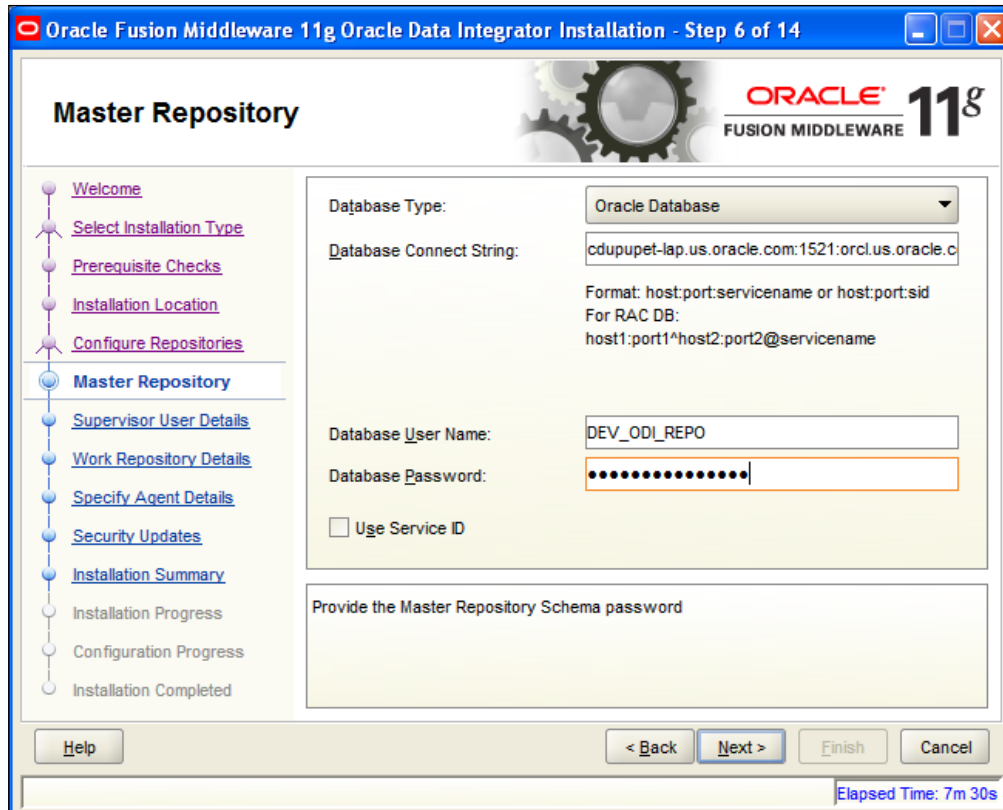 Oracle Fusion Middleware 11g Oracle Data Integrator Installation - Step 6 of 14
Master Repository
ORACLE® 11g
FUSION MIDDLEWARE
Welcome
Select Installation Type
Prerequisite Checks
Installation Location
Configure Repositories
Master Repository
Supervisor User Details
Work Repository Details
Specify Agent Details
Security Updates
Installation Summary
Installation Progress
Configuration Progress
Installation Completed
Database Type: Oracle Database
Database Connect String: cdupupet-lap.us.oracle.com:1521:orcl.us.oracle.c
Format: host:port:servicename or host:port:sid
For RAC DB:
host1:port1^host2:port2@servicename
Database User Name: DEV_ODI_REPO
Database Password: ●●●●●●●●●●●●●●●
Use Service ID
Provide the Master Repository Schema password
Help < Back Next > Finish Cancel
Elapsed Time: 7m 30s